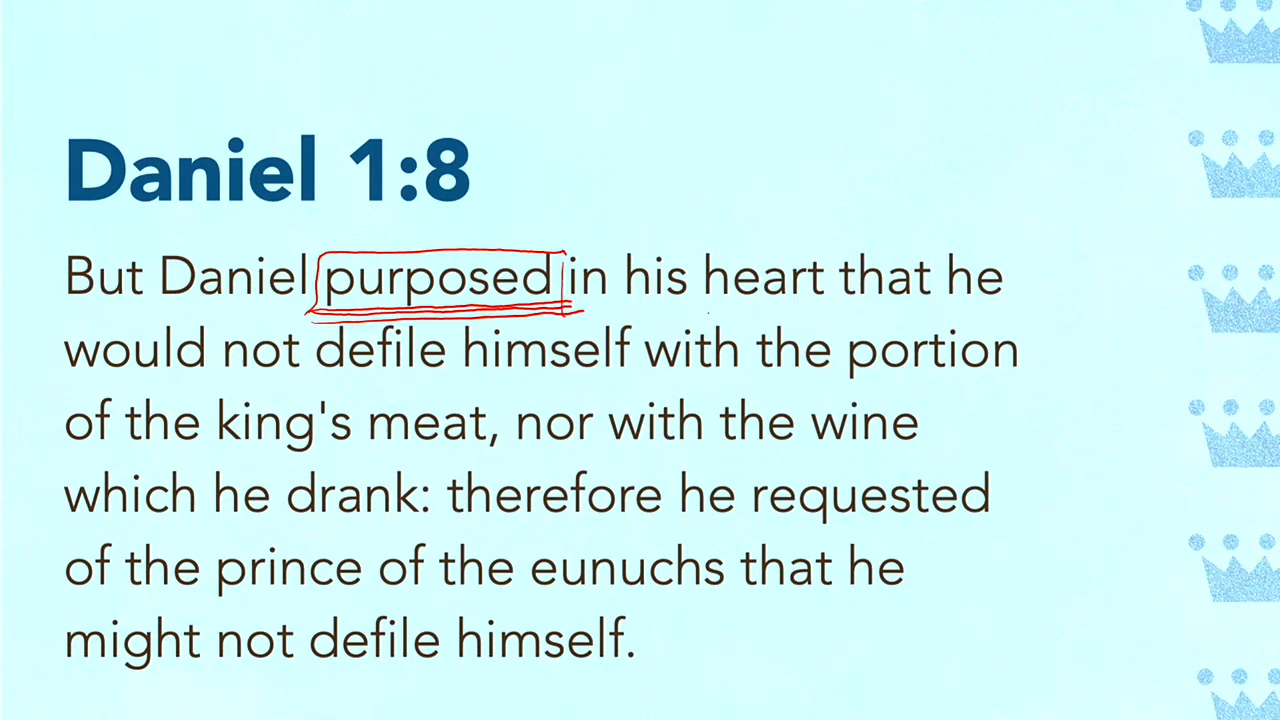 Daniel 1:8
But Daniel purposed in his heart that he
would not defile himself with the portion
of the king's meat, nor with the wine
which he drank: therefore he requested
of the prince of the eunuchs that he
might not defile himself.